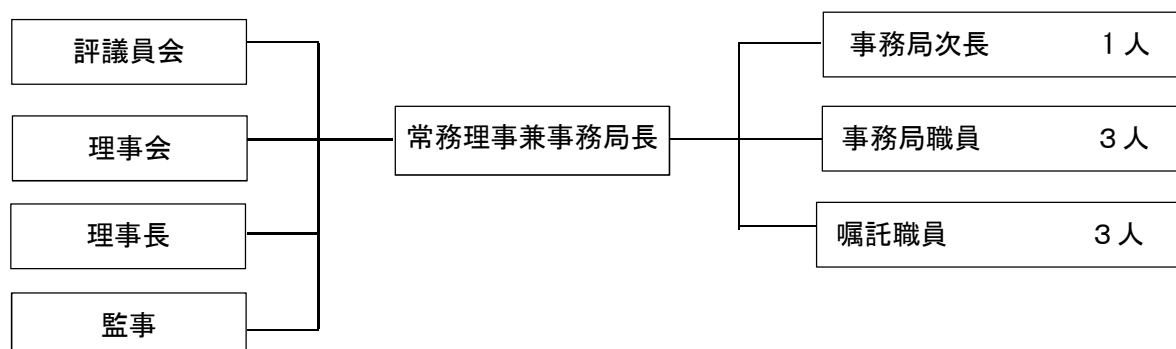 評議員会
理事会
理事長
監事
常務理事兼事務局長
事務局次長 1人
事務局職員 3人
嘱託職員 3人